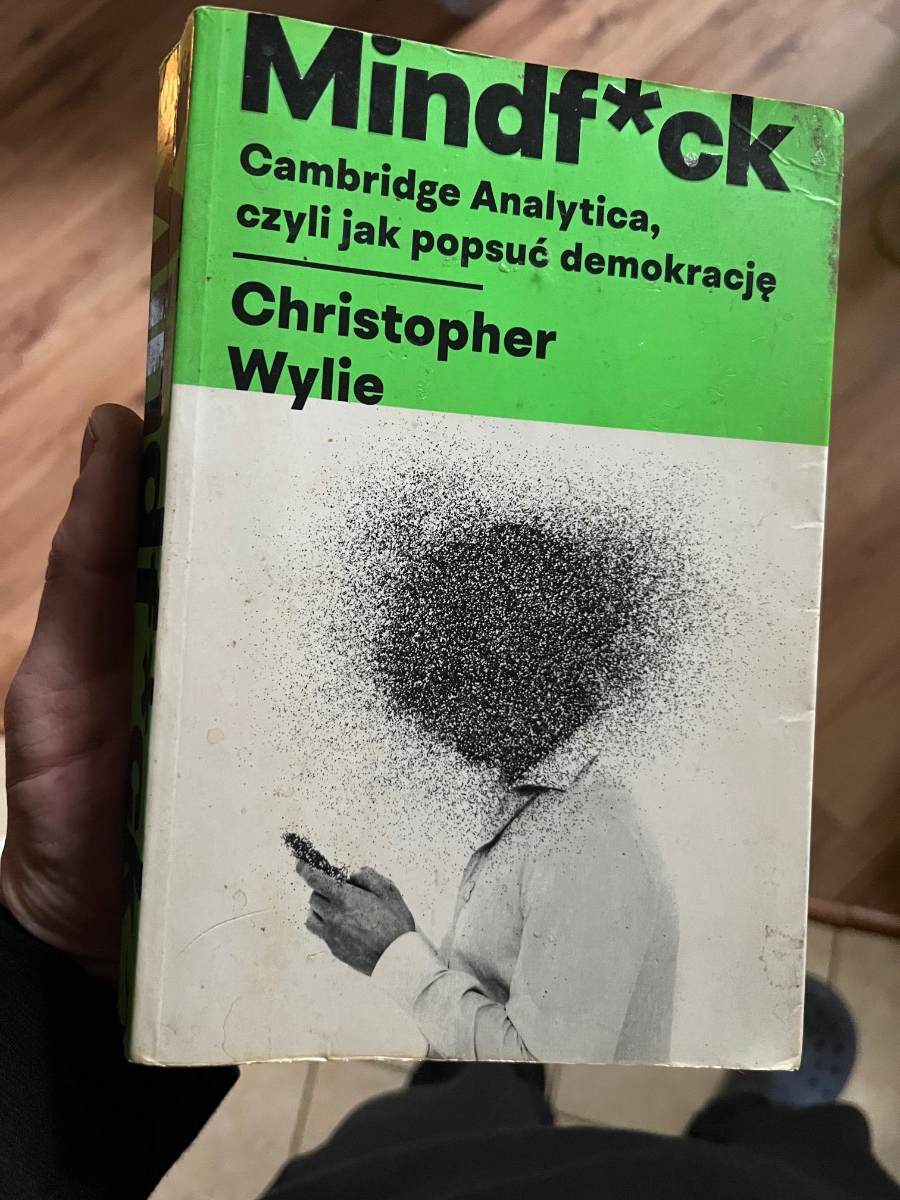 Mindf*ck
Cambridge Analytica,
czyli jak popsuć demokrację
Christopher
Wylie